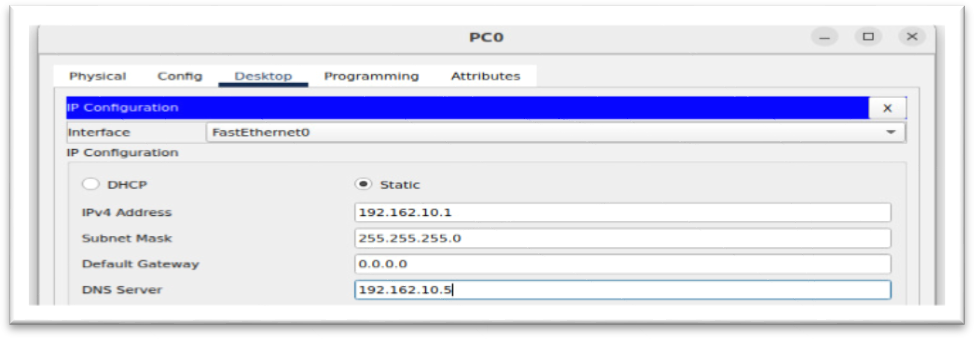 PC0
Physical Config Desktop Programming Attributes
IP Configuration X
Interface FastEthernet0
IP Configuration
DHCP Static
IPv4 Address 192.162.10.1
Subnet Mask 255.255.255.0
Default Gateway 0.0.0.0
DNS Server 192.162.10.5